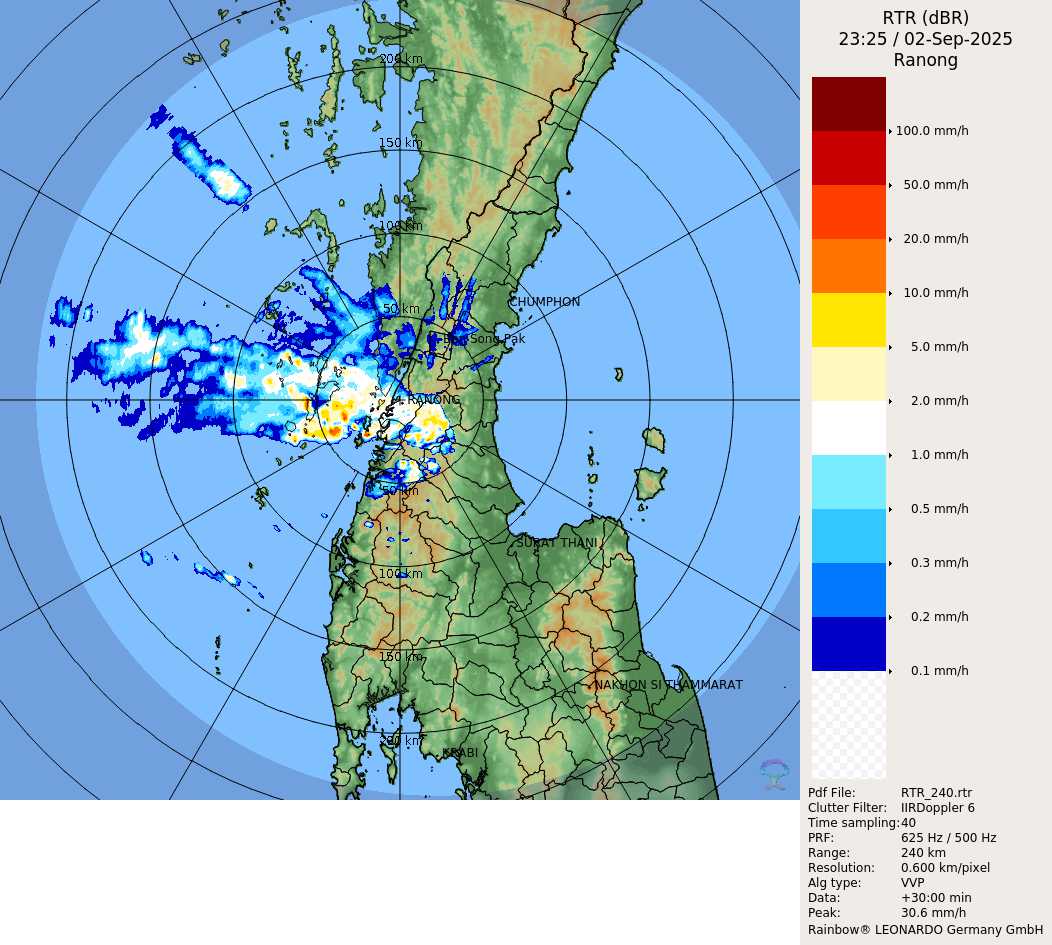 RTR (dBR)
23:25 / 02-Sep-2025
Ranong
200 km
150 km
100 km
50 km
CHUMPHON
Ban Song Pak
RANONG
50 km
SURAT THANI
100 km
150 km
NAKHON SI THAMMARAT
200 km
KRABI
100.0 mm/h
50.0 mm/h
20.0 mm/h
10.0 mm/h
5.0 mm/h
2.0 mm/h
1.0 mm/h
0.5 mm/h
0.3 mm/h
0.2 mm/h
0.1 mm/h
Pdf File: RTR_240.rtr
Clutter Filter: IIRDoppler 6
Time sampling: 40
PRF: 625 Hz / 500 Hz
Range: 240 km
Resolution: 0.600 km/pixel
Alg type: VVP
Data: +30:00 min
Peak: 30.6 mm/h
Rainbow® LEONARDO Germany GmbH